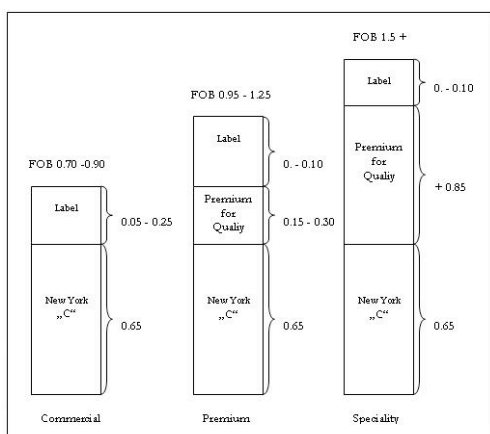 FOB 1.5 +
Label
0. - 0.10
FOB 0.95 - 1.25
Premium
for
Qualiy
+ 0.85
Label
0. - 0.10
FOB 0.70 -0.90
Label
0.05 - 0.25
Premium
for
Qualiy
0.15 - 0.30
New York
„C“
0.65
New York
„C“
0.65
New York
„C“
0.65
Commercial
Premium
Speciality